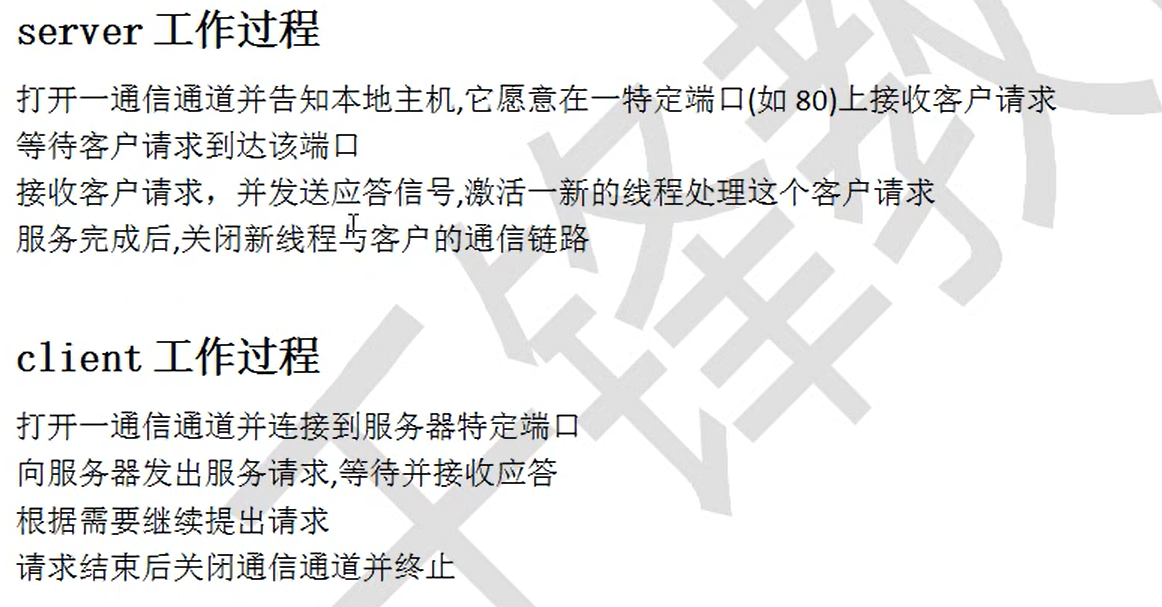 server 工作过程
打开一通信通道并告知本地主机,它愿意在一特定端口(如 80)上接收客户请求
等待客户请求到达该端口
接收客户请求，并发送应答信号,激活一新的线程处理这个客户请求
服务完成后,关闭新线程与客户的通信链路
client 工作过程
打开一通信通道并连接到服务器特定端口
向服务器发出服务请求,等待并接收应答
根据需要继续提出请求
请求结束后关闭通信通道并终止
千锋教